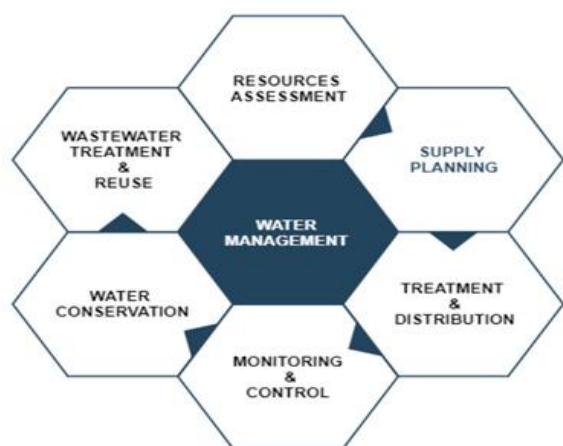 RESOURCES
ASSESSMENT
SUPPLY
PLANNING
TREATMENT
&
DISTRIBUTION
MONITORING
&
CONTROL
WATER
CONSERVATION
WASTEWATER
TREATMENT
&
REUSE
WATER
MANAGEMENT